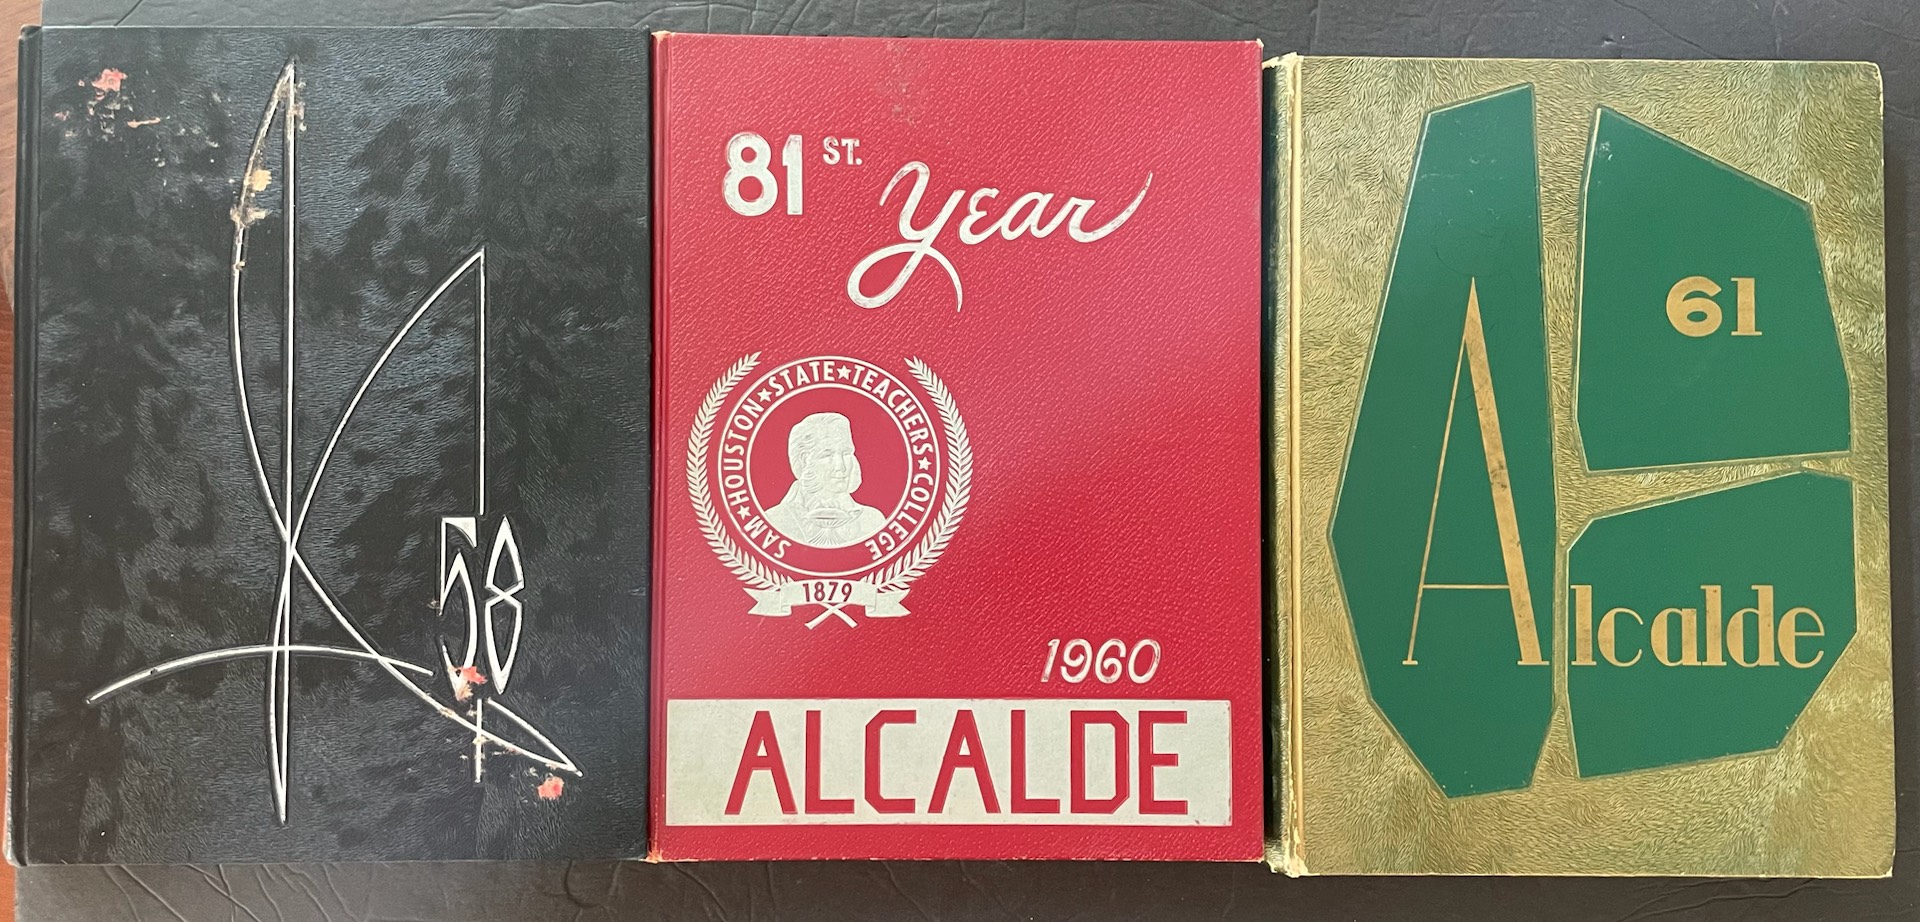 58
81 ST.
Year
SAM★HOUSTON★STATE★TEACHERS★COLLEGE
1879
1960
ALCALDE
61
Alcalde